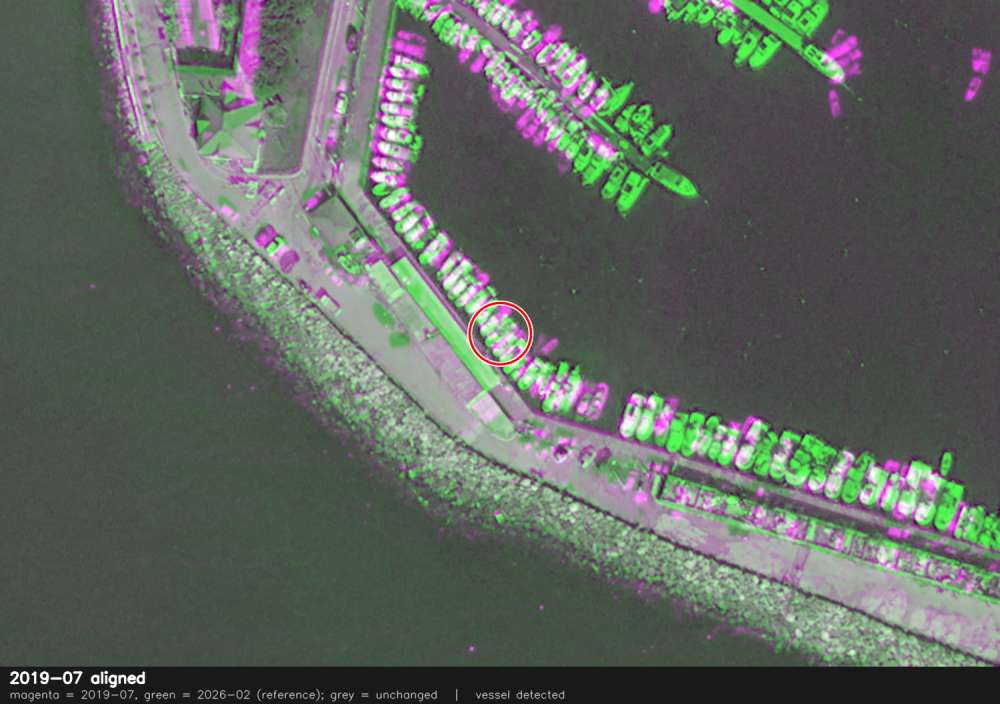 2019-07 aligned
magenta = 2019-07, green = 2026-02 (reference); grey = unchanged | vessel detected